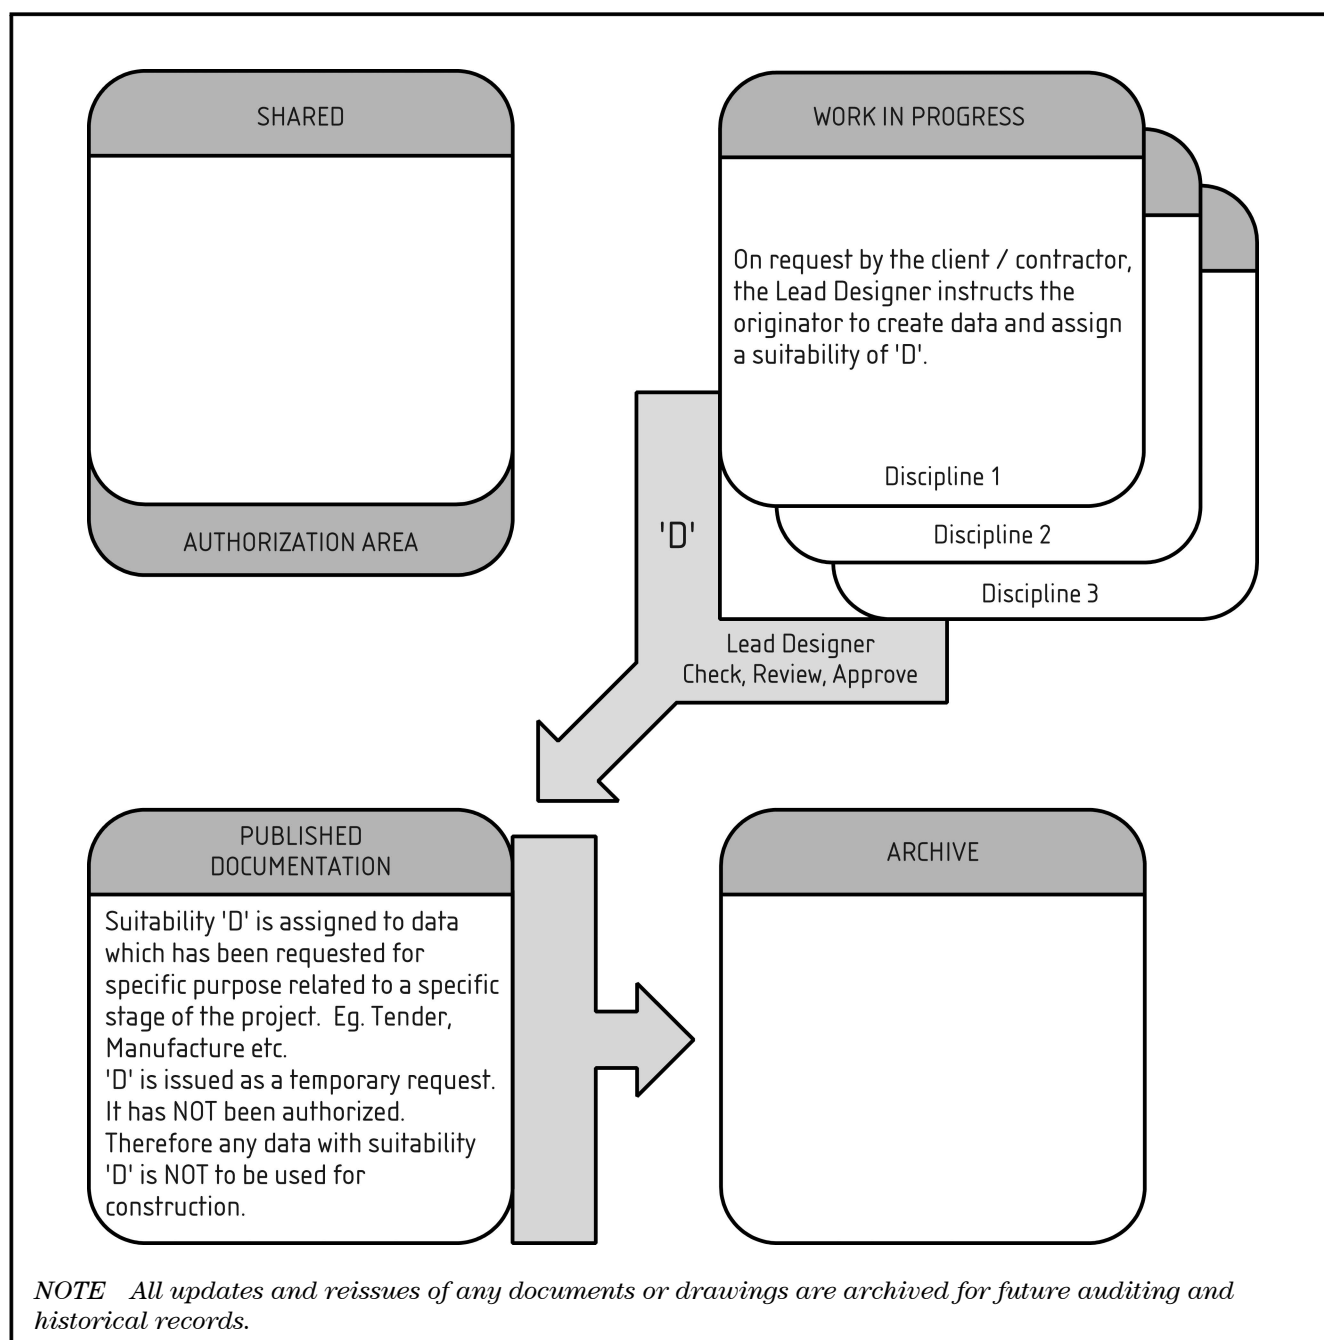 SHARED
WORK IN PROGRESS
On request by the client / contractor,
the Lead Designer instructs the
originator to create data and assign
a suitability of 'D'.
Discipline 1
Discipline 2
Discipline 3
AUTHORIZATION AREA
'D'
Lead Designer
Check, Review, Approve
PUBLISHED
DOCUMENTATION
Suitability 'D' is assigned to data
which has been requested for
specific purpose related to a specific
stage of the project.  Eg. Tender,
Manufacture etc.
'D' is issued as a temporary request.
It has NOT been authorized.
Therefore any data with suitability
'D' is NOT to be used for
construction.
ARCHIVE
NOTE  All updates and reissues of any documents or drawings are archived for future auditing and
historical records.